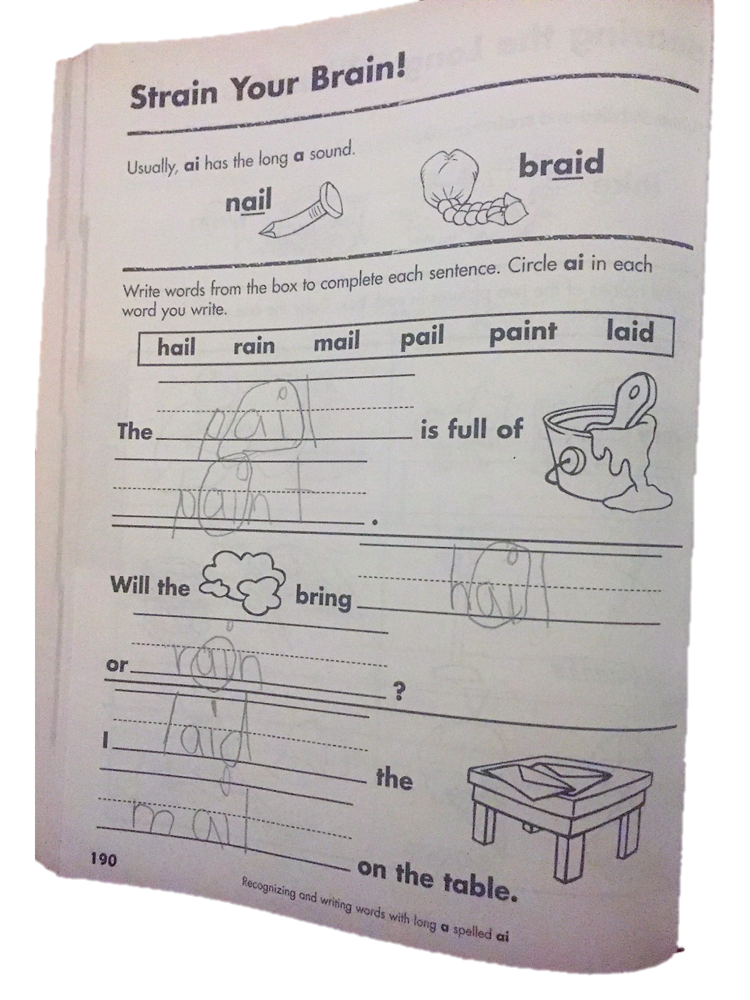 Strain Your Brain!
Usually, ai has the long a sound.
nail
braid
Write words from the box to complete each sentence. Circle ai in each
word you write.
hail rain mail pail paint laid
The pail is full of
paint.
Will the bring hail
or rain?
I laid the
mail on the table.
190
Recognizing and writing words with long a spelled ai